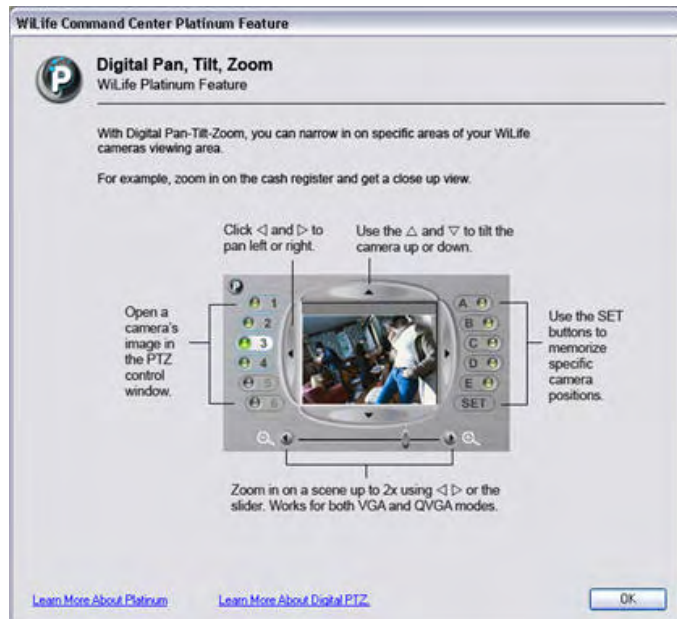 WiLife Command Center Platinum Feature
P
Digital Pan, Tilt, Zoom
WiLife Platinum Feature
With Digital Pan-Tilt-Zoom, you can narrow in on specific areas of your WiLife
cameras viewing area.
For example, zoom in on the cash register and get a close up view.
Click ◁ and ▷ to
pan left or right.
Use the △ and ▽ to tilt the
camera up or down.
Open a
camera's
image in
the PTZ
control
window.
P
1
2
3
4
5
6
A
B
C
D
E
SET
Use the SET
buttons to
memorize
specific
camera
positions.
Zoom in on a scene up to 2x using ◁ ▷ or the
slider. Works for both VGA and QVGA modes.
Learn More About Platinum
Learn More About Digital PTZ.
OK